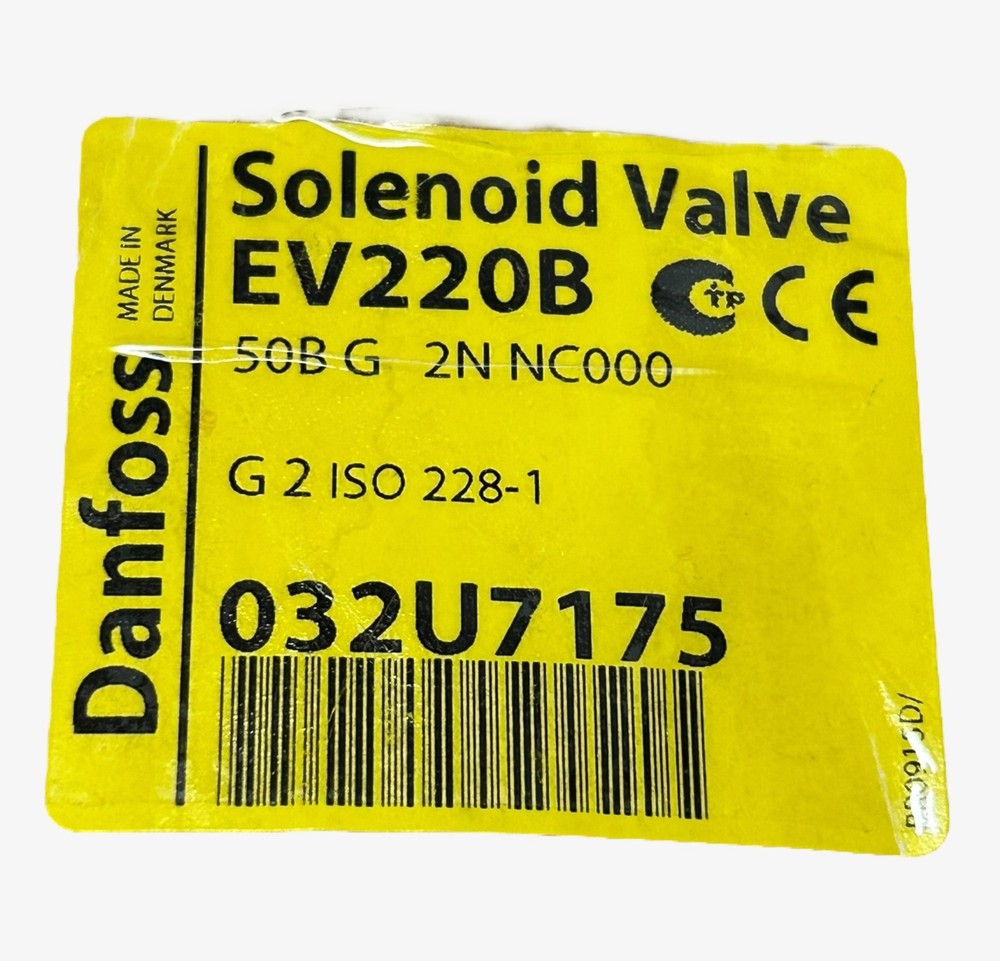 Solenoid Valve
EV220B
CE
50B G 2N NC000
G 2 ISO 228-1
032U7175
MADE IN
DENMARK
Danfoss